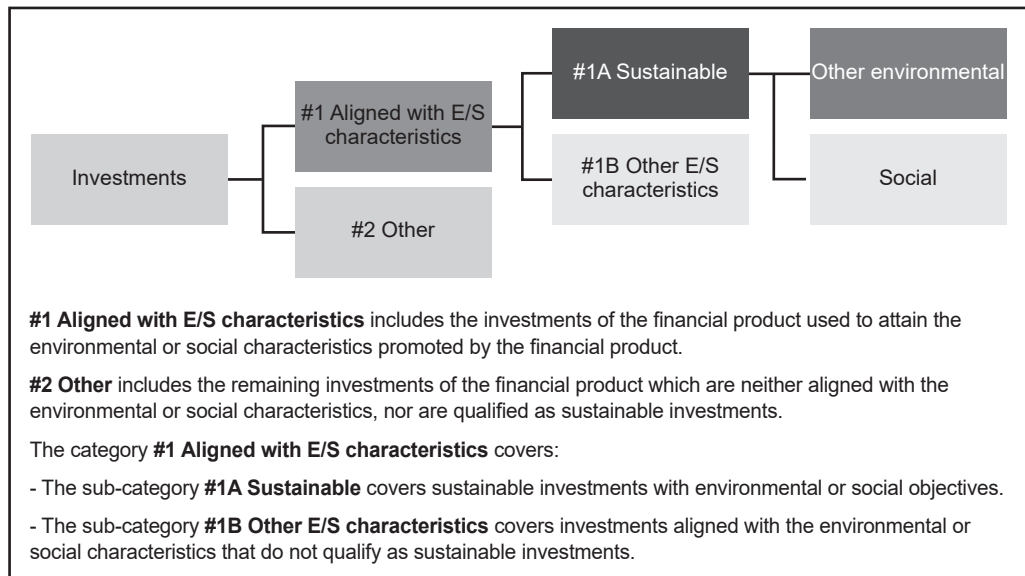 #1A Sustainable
Other environmental
#1 Aligned with E/S
characteristics
Investments
#1B Other E/S
characteristics
Social
#2 Other
#1 Aligned with E/S characteristics includes the investments of the financial product used to attain the
environmental or social characteristics promoted by the financial product.
#2 Other includes the remaining investments of the financial product which are neither aligned with the
environmental or social characteristics, nor are qualified as sustainable investments.
The category #1 Aligned with E/S characteristics covers:
- The sub-category #1A Sustainable covers sustainable investments with environmental or social objectives.
- The sub-category #1B Other E/S characteristics covers investments aligned with the environmental or
social characteristics that do not qualify as sustainable investments.